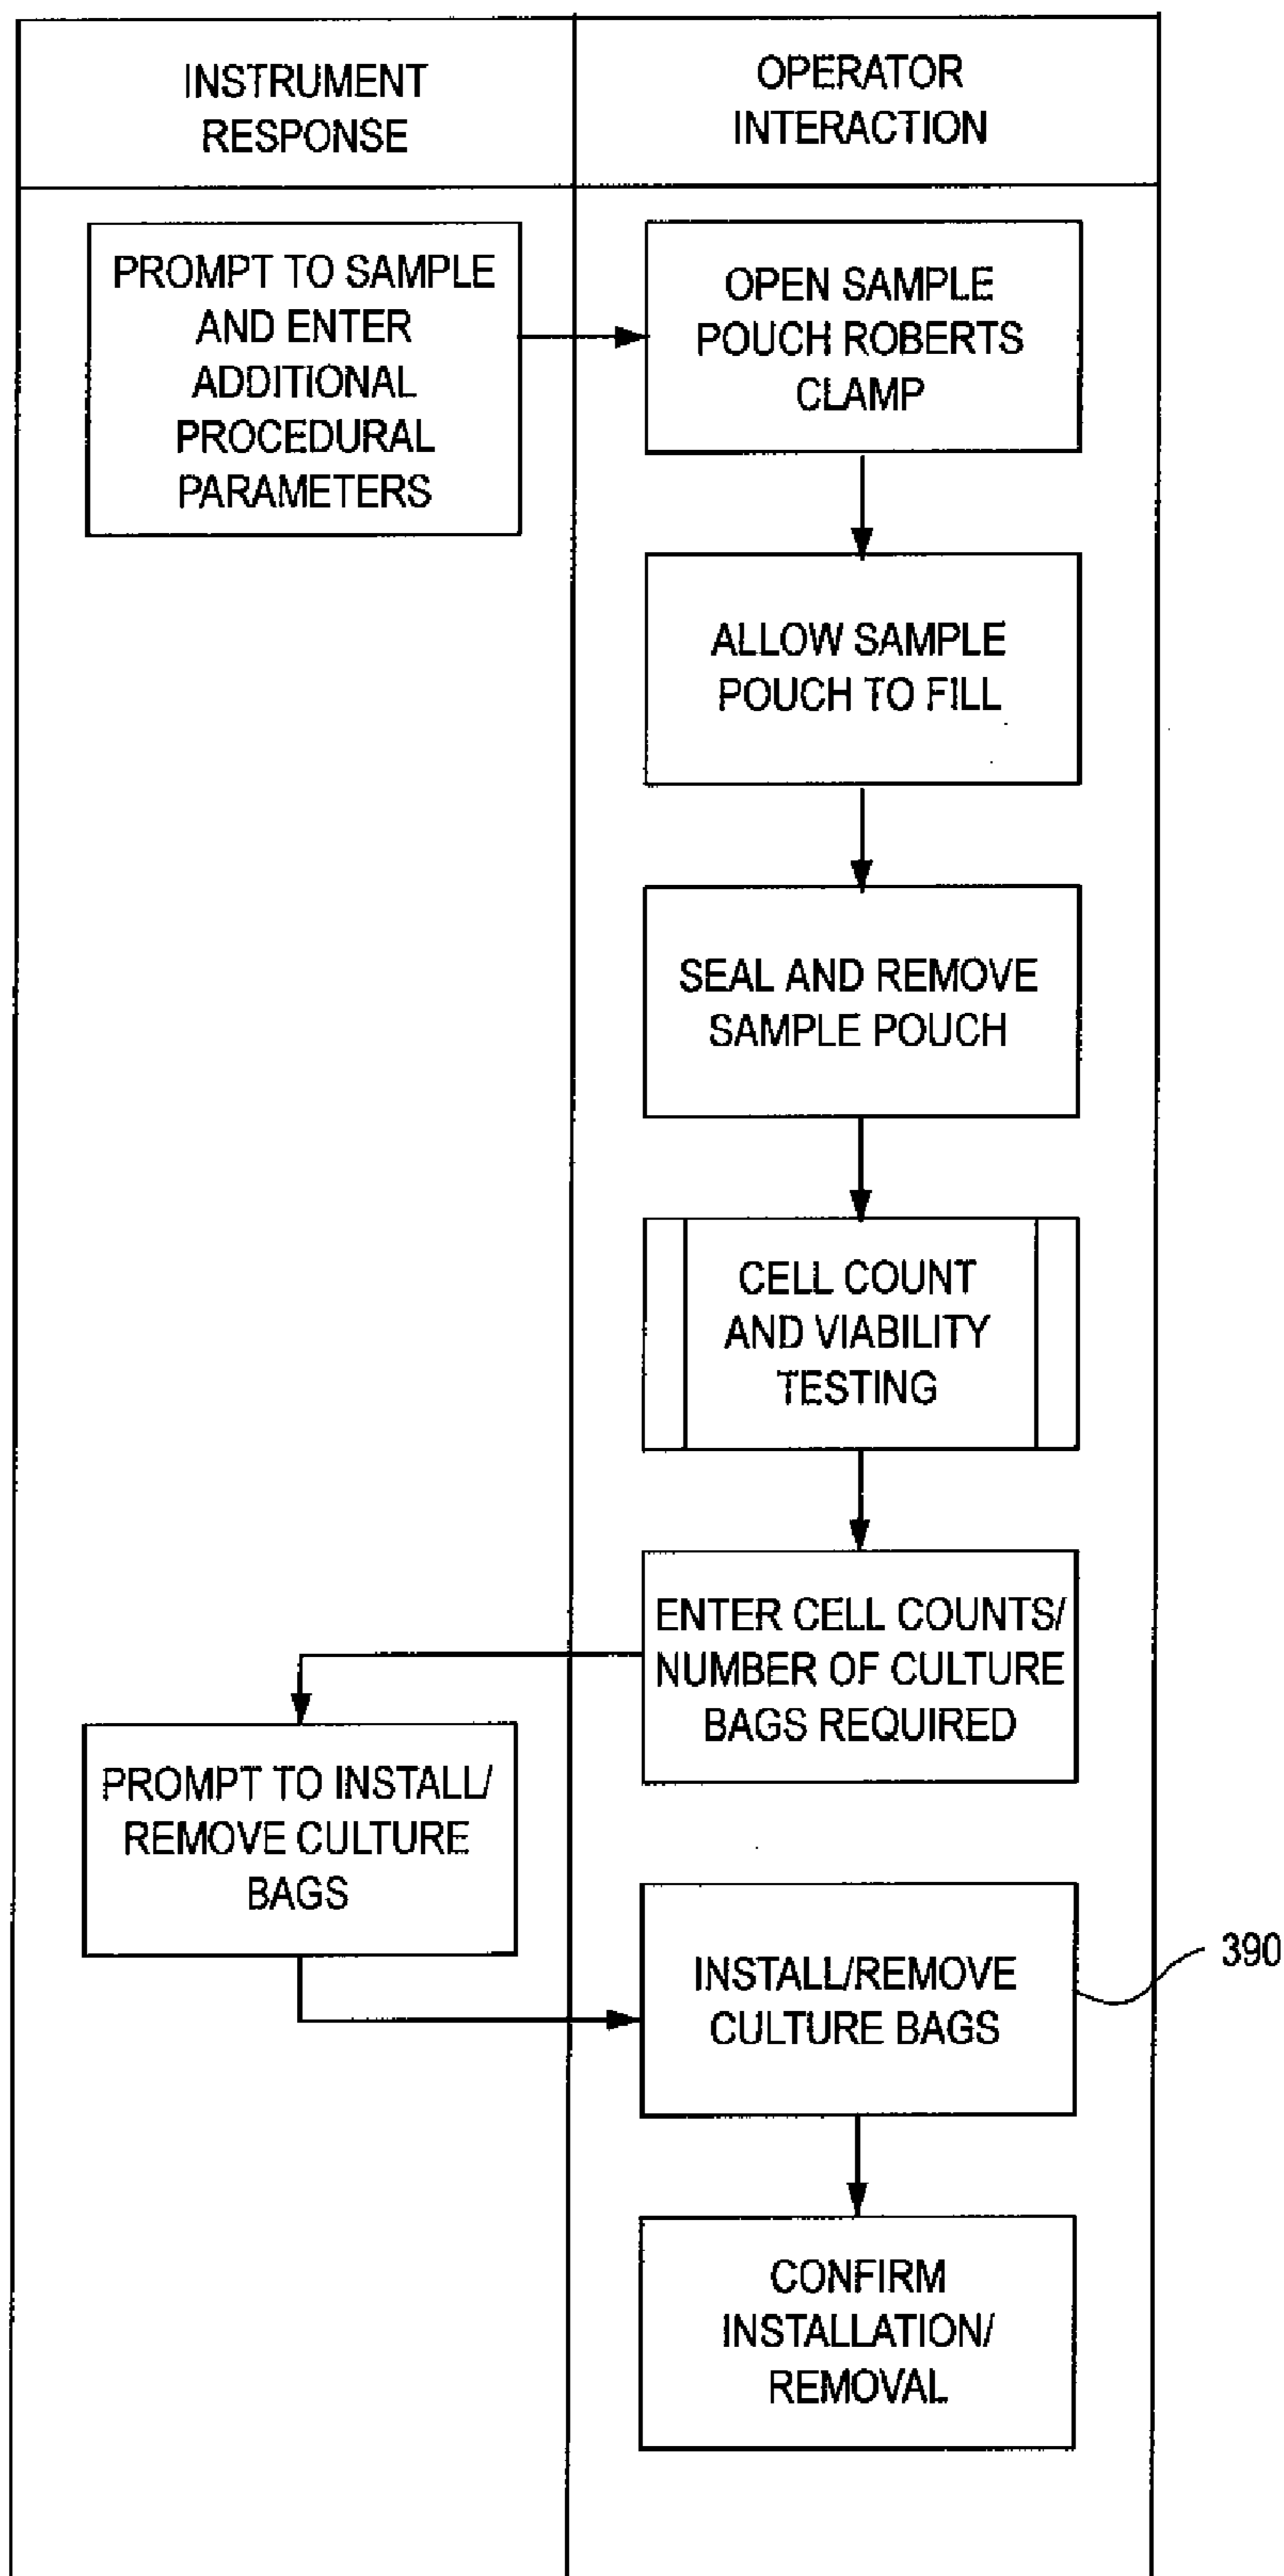 INSTRUMENT
RESPONSE
OPERATOR
INTERACTION
PROMPT TO SAMPLE
AND ENTER
ADDITIONAL
PROCEDURAL
PARAMETERS
OPEN SAMPLE
POUCH ROBERTS
CLAMP
ALLOW SAMPLE
POUCH TO FILL
SEAL AND REMOVE
SAMPLE POUCH
CELL COUNT
AND VIABILITY
TESTING
ENTER CELL COUNTS/
NUMBER OF CULTURE
BAGS REQUIRED
PROMPT TO INSTALL/
REMOVE CULTURE
BAGS
INSTALL/REMOVE
CULTURE BAGS
390
CONFIRM
INSTALLATION/
REMOVAL